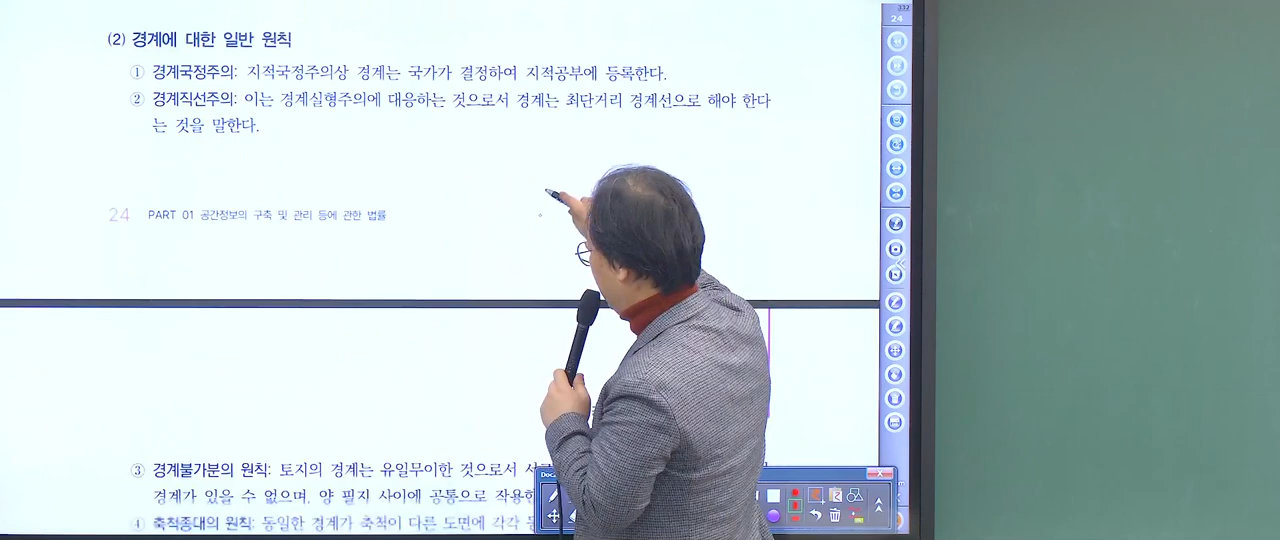 332
24
(2) 경계에 대한 일반 원칙
① 경계국정주의: 지적국정주의상 경계는 국가가 결정하여 지적공부에 등록한다.
② 경계직선주의: 이는 경계실형주의에 대응하는 것으로서 경계는 최단거리 경계선으로 해야 한다
는 것을 말한다.
24 PART 01 공간정보의 구축 및 관리 등에 관한 법률
③ 경계불가분의 원칙: 토지의 경계는 유일무이한 것으로서
경계가 있을 수 없으며, 양 필지 사이에 공통으로
④ 축척종대의 원칙: 동일한 경계가 축척이 다른 도면에 각각